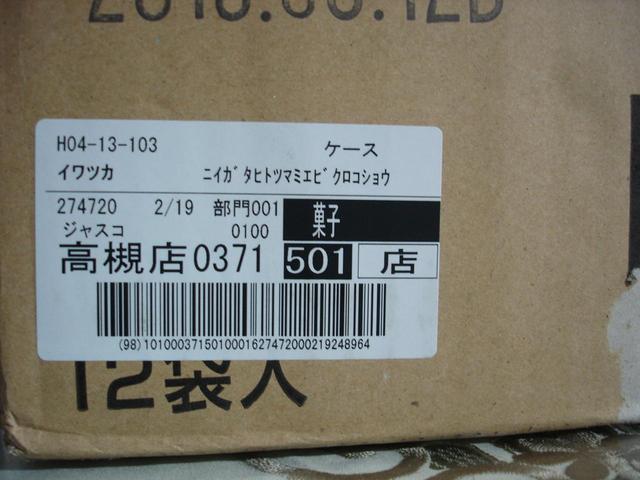 H04-13-103 ケース
イワツカ ニイガタヒトツマミエビクロコショウ
274720 2/19 部門001 菓子
ジャスコ 0100
高槻店0371 501 店
(98)1010003715010001627472000219248964
12袋入